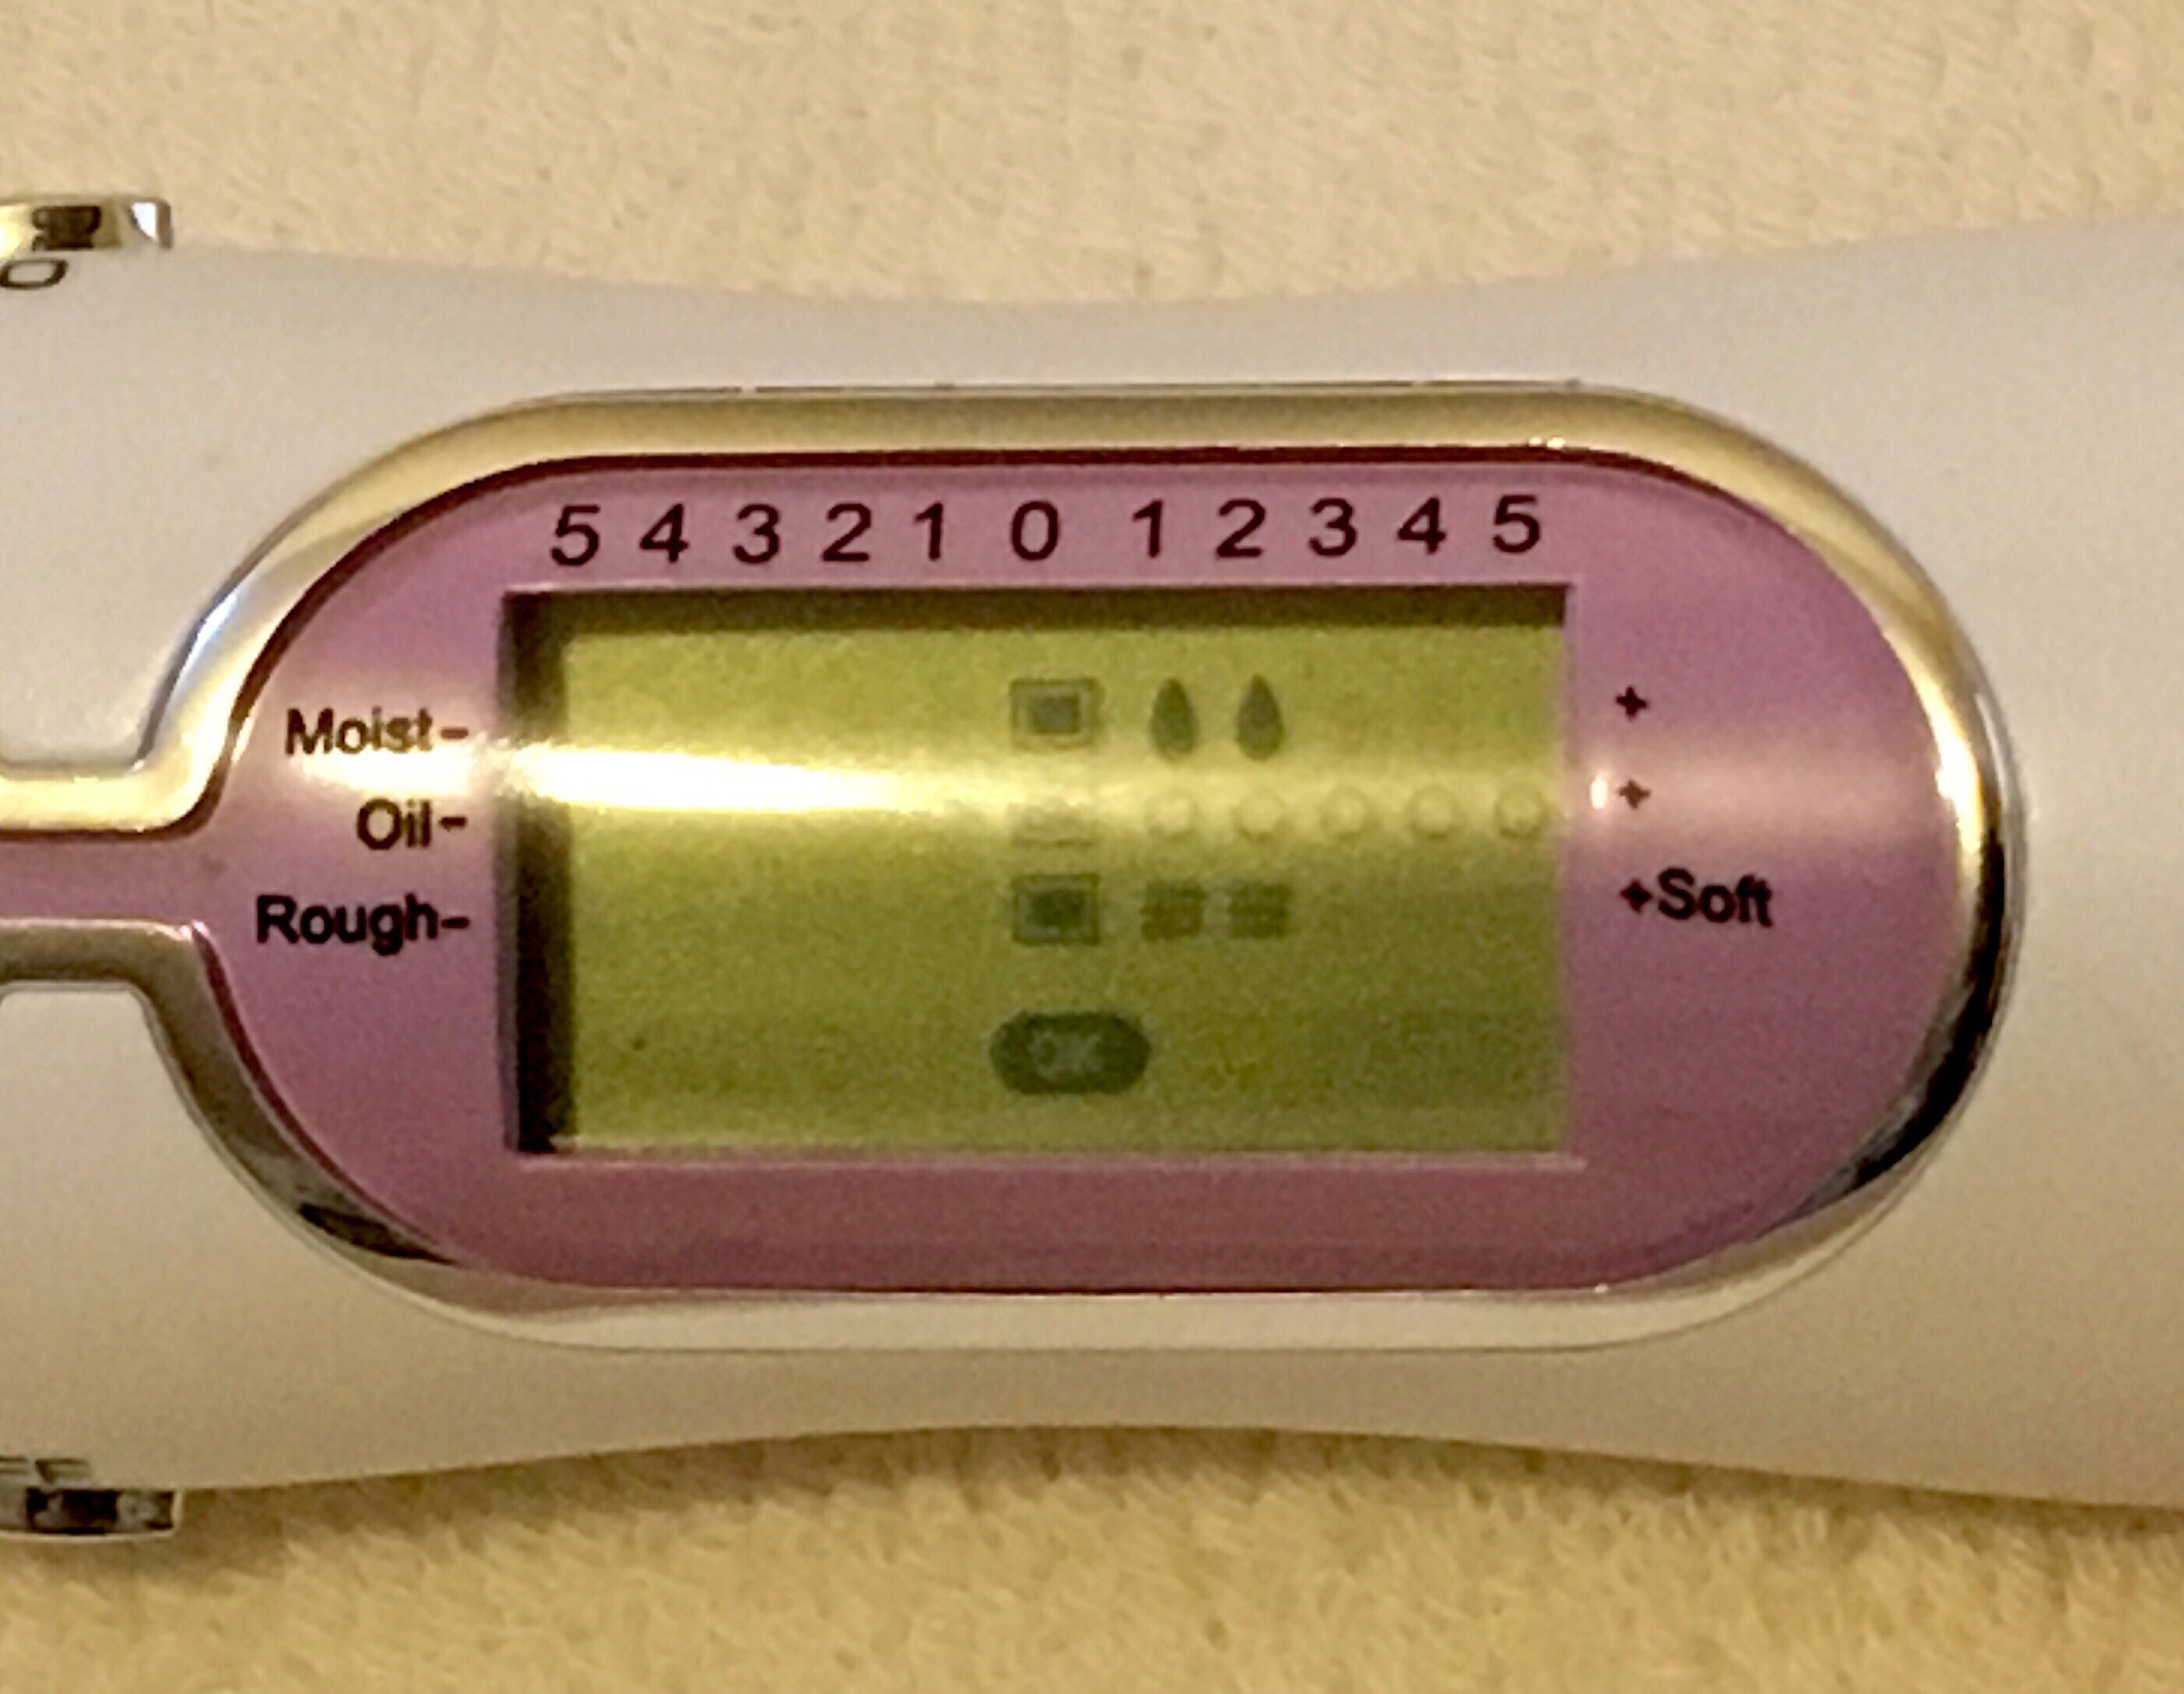 5 4 3 2 1 0 1 2 3 4 5
Moist- +
Oil- +
Rough- +Soft
OK